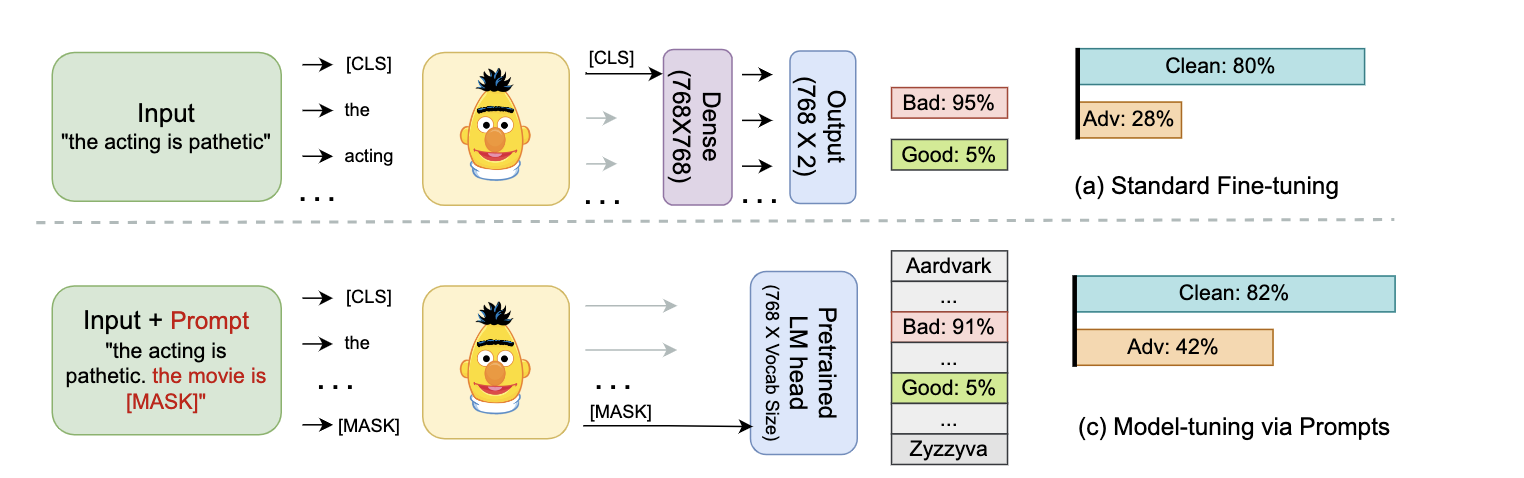 Input
"the acting is pathetic"
[CLS]
the
acting
. . .
[CLS]
. . .
Dense
(768X768)
. . .
Output
(768 X 2)
Bad: 95%
Good: 5%
Clean: 80%
Adv: 28%
(a) Standard Fine-tuning
Input + Prompt
"the acting is
pathetic. the movie is
[MASK]"
[CLS]
the
. . .
[MASK]
. . .
[MASK]
Pretrained
LM head
(768 X Vocab Size)
Aardvark
...
Bad: 91%
...
Good: 5%
...
Zyzzyva
Clean: 82%
Adv: 42%
(c) Model-tuning via Prompts